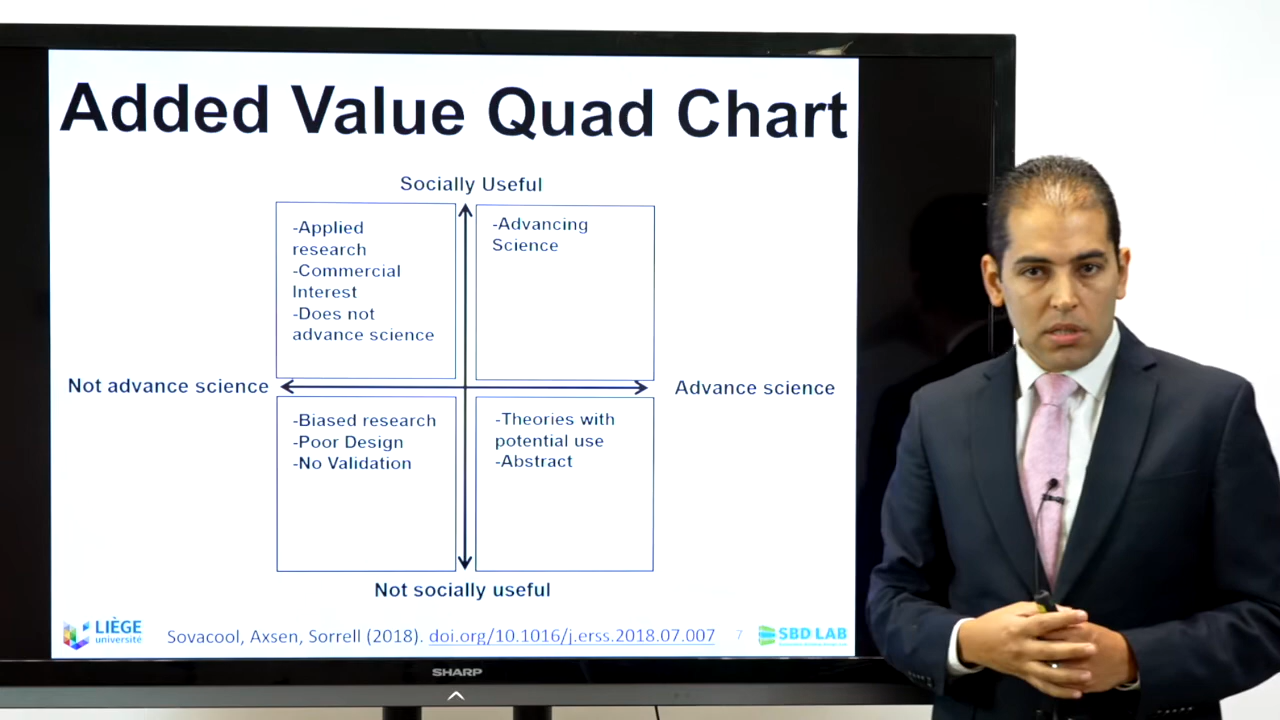 Added Value Quad Chart
Socially Useful
-Applied
research
-Commercial
Interest
-Does not
advance science
-Advancing
Science
Not advance science
Advance science
-Biased research
-Poor Design
-No Validation
-Theories with
potential use
-Abstract
Not socially useful
LIÈGE
université
Sovacool, Axsen, Sorrell (2018). doi.org/10.1016/j.erss.2018.07.007
7
SBD LAB
SHARP